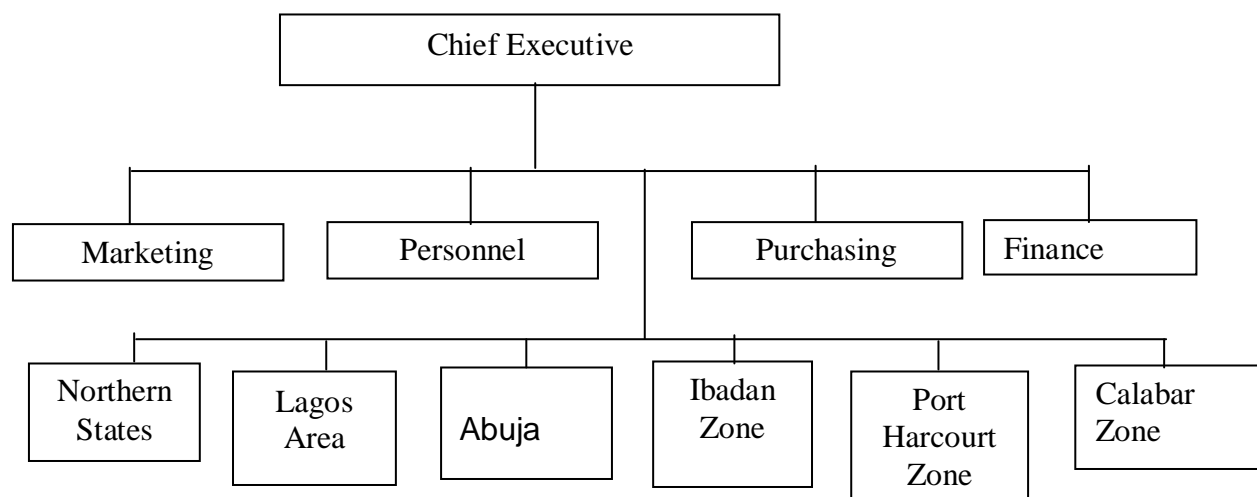 Chief Executive
Marketing
Personnel
Purchasing
Finance
Northern
States
Lagos
Area
Abuja
Ibadan
Zone
Port
Harcourt
Zone
Calabar
Zone